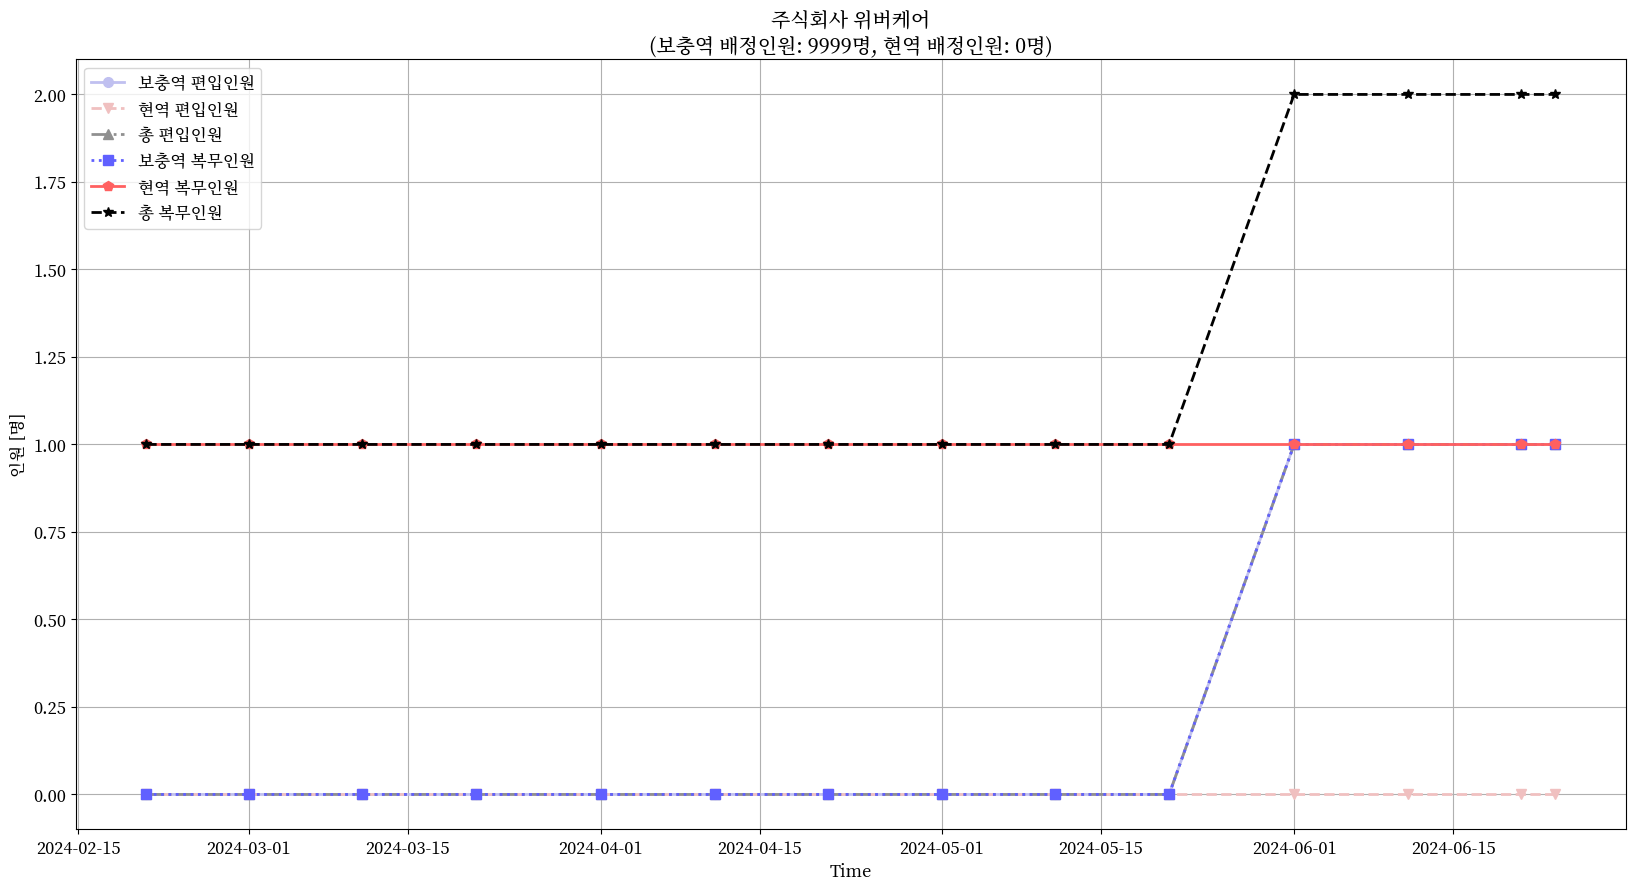 주식회사 위버케어
(보충역 배정인원: 9999명, 현역 배정인원: 0명)
보충역 편입인원
현역 편입인원
총 편입인원
보충역 복무인원
현역 복무인원
총 복무인원
2.00
1.75
1.50
1.25
1.00
0.75
0.50
0.25
0.00
인원 [명]
2024-02-15 2024-03-01 2024-03-15 2024-04-01 2024-04-15 2024-05-01 2024-05-15 2024-06-01 2024-06-15
Time